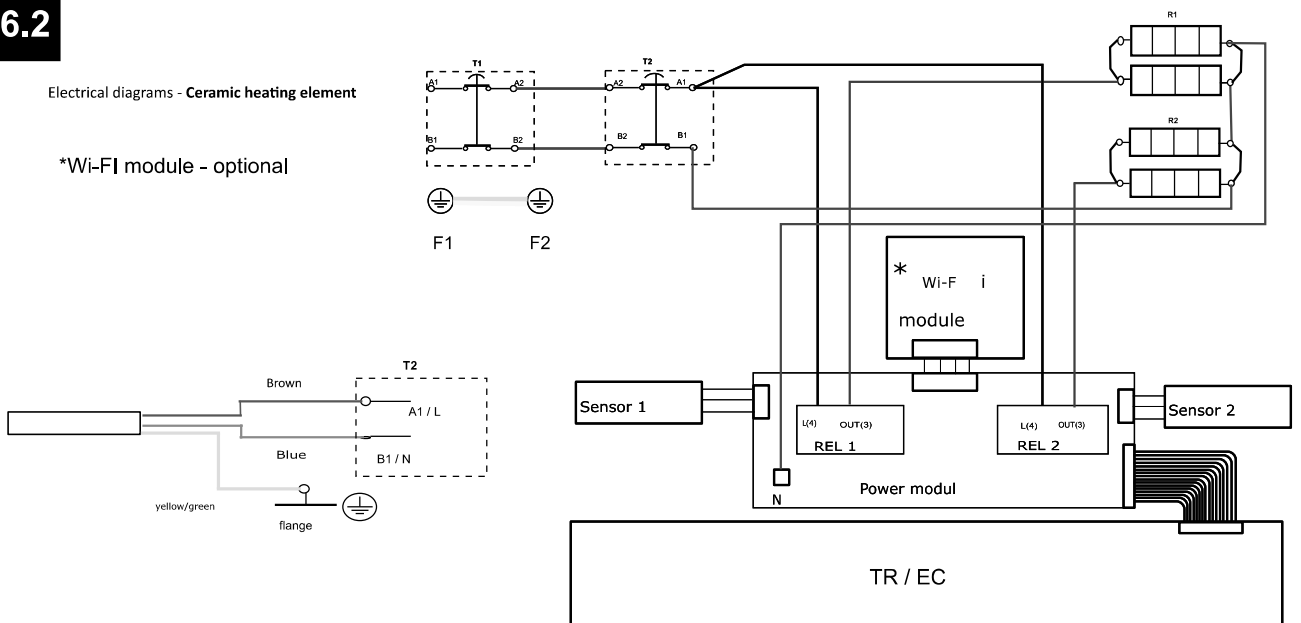 6.2
Electrical diagrams - Ceramic heating element
*Wi-FI module - optional
T1
A1
A2
B1
B2
T2
A2
A1
B2
B1
R1
R2
F1
F2
* Wi-F i
module
Sensor 1
Sensor 2
L(4)
OUT(3)
REL 1
L(4)
OUT(3)
REL 2
N
Power modul
TR / EC
T2
Brown
A1 / L
Blue
B1 / N
yellow/green
flange